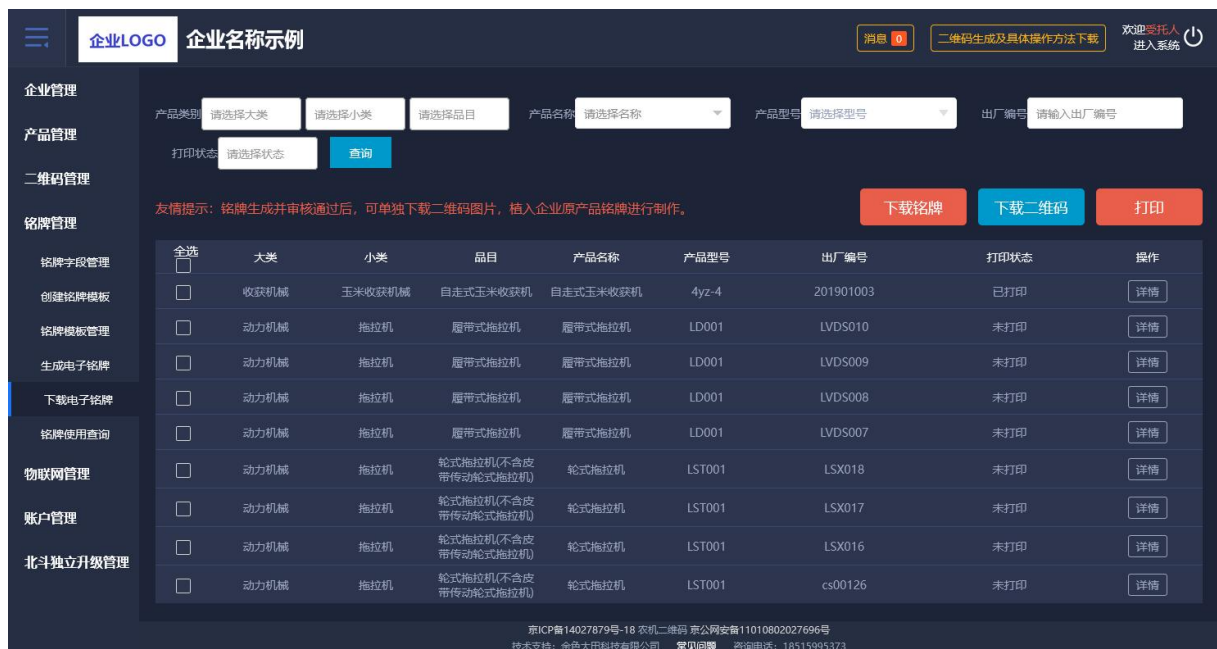 企业LOGO 企业名称示例 消息 0 二维码生成及具体操作方法下载 欢迎受托人
进入系统
企业管理
产品管理
二维码管理
铭牌管理
铭牌字段管理
创建铭牌模板
铭牌模板管理
生成电子铭牌
下载电子铭牌
铭牌使用查询
物联网管理
账户管理
北斗独立升级管理
产品类别 请选择大类 请选择小类 请选择品目 产品名称 请选择名称 产品型号 请选择型号 出厂编号 请输入出厂编号
打印状态 请选择状态 查询
友情提示：铭牌生成并审核通过后，可单独下载二维码图片，植入企业原产品铭牌进行制作。 下载铭牌 下载二维码 打印
全选 大类 小类 品目 产品名称 产品型号 出厂编号 打印状态 操作
收获机械 玉米收获机械 自走式玉米收获机 自走式玉米收获机 4yz-4 201901003 已打印 详情
动力机械 拖拉机 履带式拖拉机 履带式拖拉机 LD001 LVDS010 未打印 详情
动力机械 拖拉机 履带式拖拉机 履带式拖拉机 LD001 LVDS009 未打印 详情
动力机械 拖拉机 履带式拖拉机 履带式拖拉机 LD001 LVDS008 未打印 详情
动力机械 拖拉机 履带式拖拉机 履带式拖拉机 LD001 LVDS007 未打印 详情
动力机械 拖拉机 轮式拖拉机(不含皮
带传动轮式拖拉机) 轮式拖拉机 LST001 LSX018 未打印 详情
动力机械 拖拉机 轮式拖拉机(不含皮
带传动轮式拖拉机) 轮式拖拉机 LST001 LSX017 未打印 详情
动力机械 拖拉机 轮式拖拉机(不含皮
带传动轮式拖拉机) 轮式拖拉机 LST001 LSX016 未打印 详情
动力机械 拖拉机 轮式拖拉机(不含皮
带传动轮式拖拉机) 轮式拖拉机 LST001 cs00126 未打印 详情
京ICP备14027879号-18 农机二维码 京公网安备11010802027696号
技术支持：金色大田科技有限公司 常见问题 咨询电话：18515995373